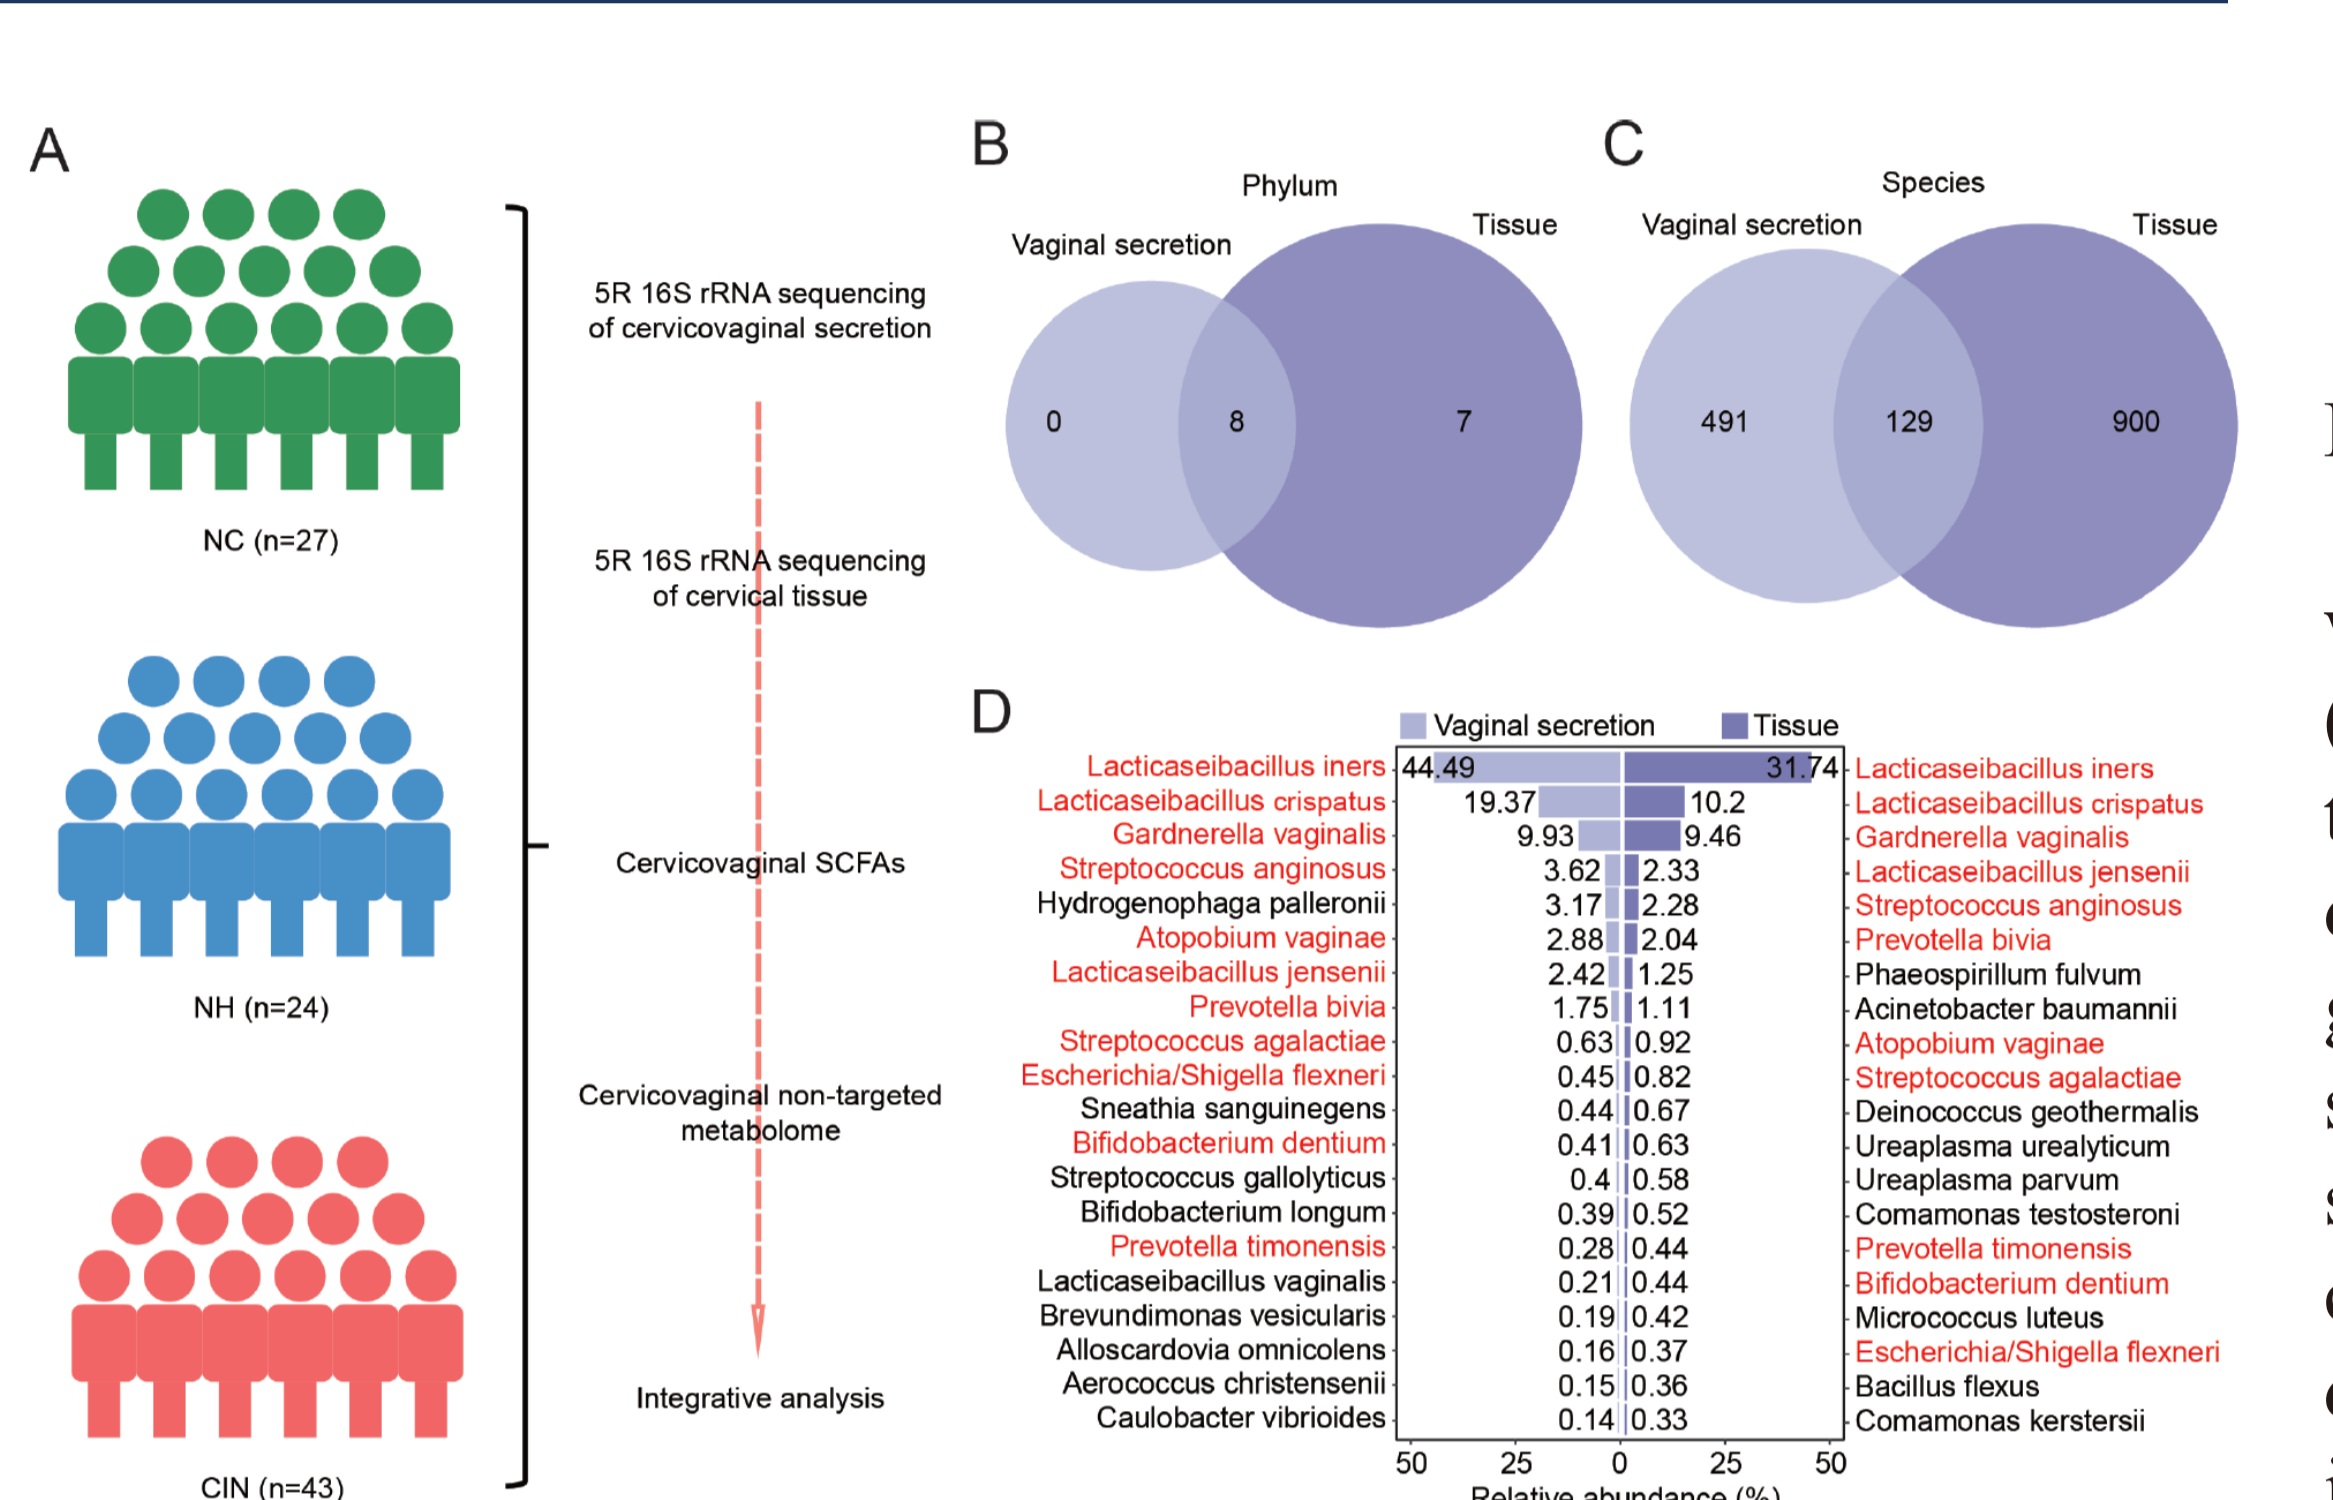 A
NC (n=27)
NH (n=24)
CIN (n=43)
5R 16S rRNA sequencing
of cervicovaginal secretion
5R 16S rRNA sequencing
of cervical tissue
Cervicovaginal SCFAs
Cervicovaginal non-targeted
metabolome
Integrative analysis
B
Phylum
Vaginal secretion
Tissue
0 8 7
C
Species
Vaginal secretion
Tissue
491 129 900
D
Vaginal secretion Tissue
Lacticaseibacillus iners 44.49 31.74 Lacticaseibacillus iners
Lacticaseibacillus crispatus 19.37 10.2 Lacticaseibacillus crispatus
Gardnerella vaginalis 9.93 9.46 Gardnerella vaginalis
Streptococcus anginosus 3.62 2.33 Lacticaseibacillus jensenii
Hydrogenophaga palleronii 3.17 2.28 Streptococcus anginosus
Atopobium vaginae 2.88 2.04 Prevotella bivia
Lacticaseibacillus jensenii 2.42 1.25 Phaeospirillum fulvum
Prevotella bivia 1.75 1.11 Acinetobacter baumannii
Streptococcus agalactiae 0.63 0.92 Atopobium vaginae
Escherichia/Shigella flexneri 0.45 0.82 Streptococcus agalactiae
Sneathia sanguinegens 0.44 0.67 Deinococcus geothermalis
Bifidobacterium dentium 0.41 0.63 Ureaplasma urealyticum
Streptococcus gallolyticus 0.4 0.58 Ureaplasma parvum
Bifidobacterium longum 0.39 0.52 Comamonas testosteroni
Prevotella timonensis 0.28 0.44 Prevotella timonensis
Lacticaseibacillus vaginalis 0.21 0.44 Bifidobacterium dentium
Brevundimonas vesicularis 0.19 0.42 Micrococcus luteus
Alloscardovia omnicolens 0.16 0.37 Escherichia/Shigella flexneri
Aerococcus christensenii 0.15 0.36 Bacillus flexus
Caulobacter vibrioides 0.14 0.33 Comamonas kerstersii
50 25 0 25 50
Relative abundance (%)